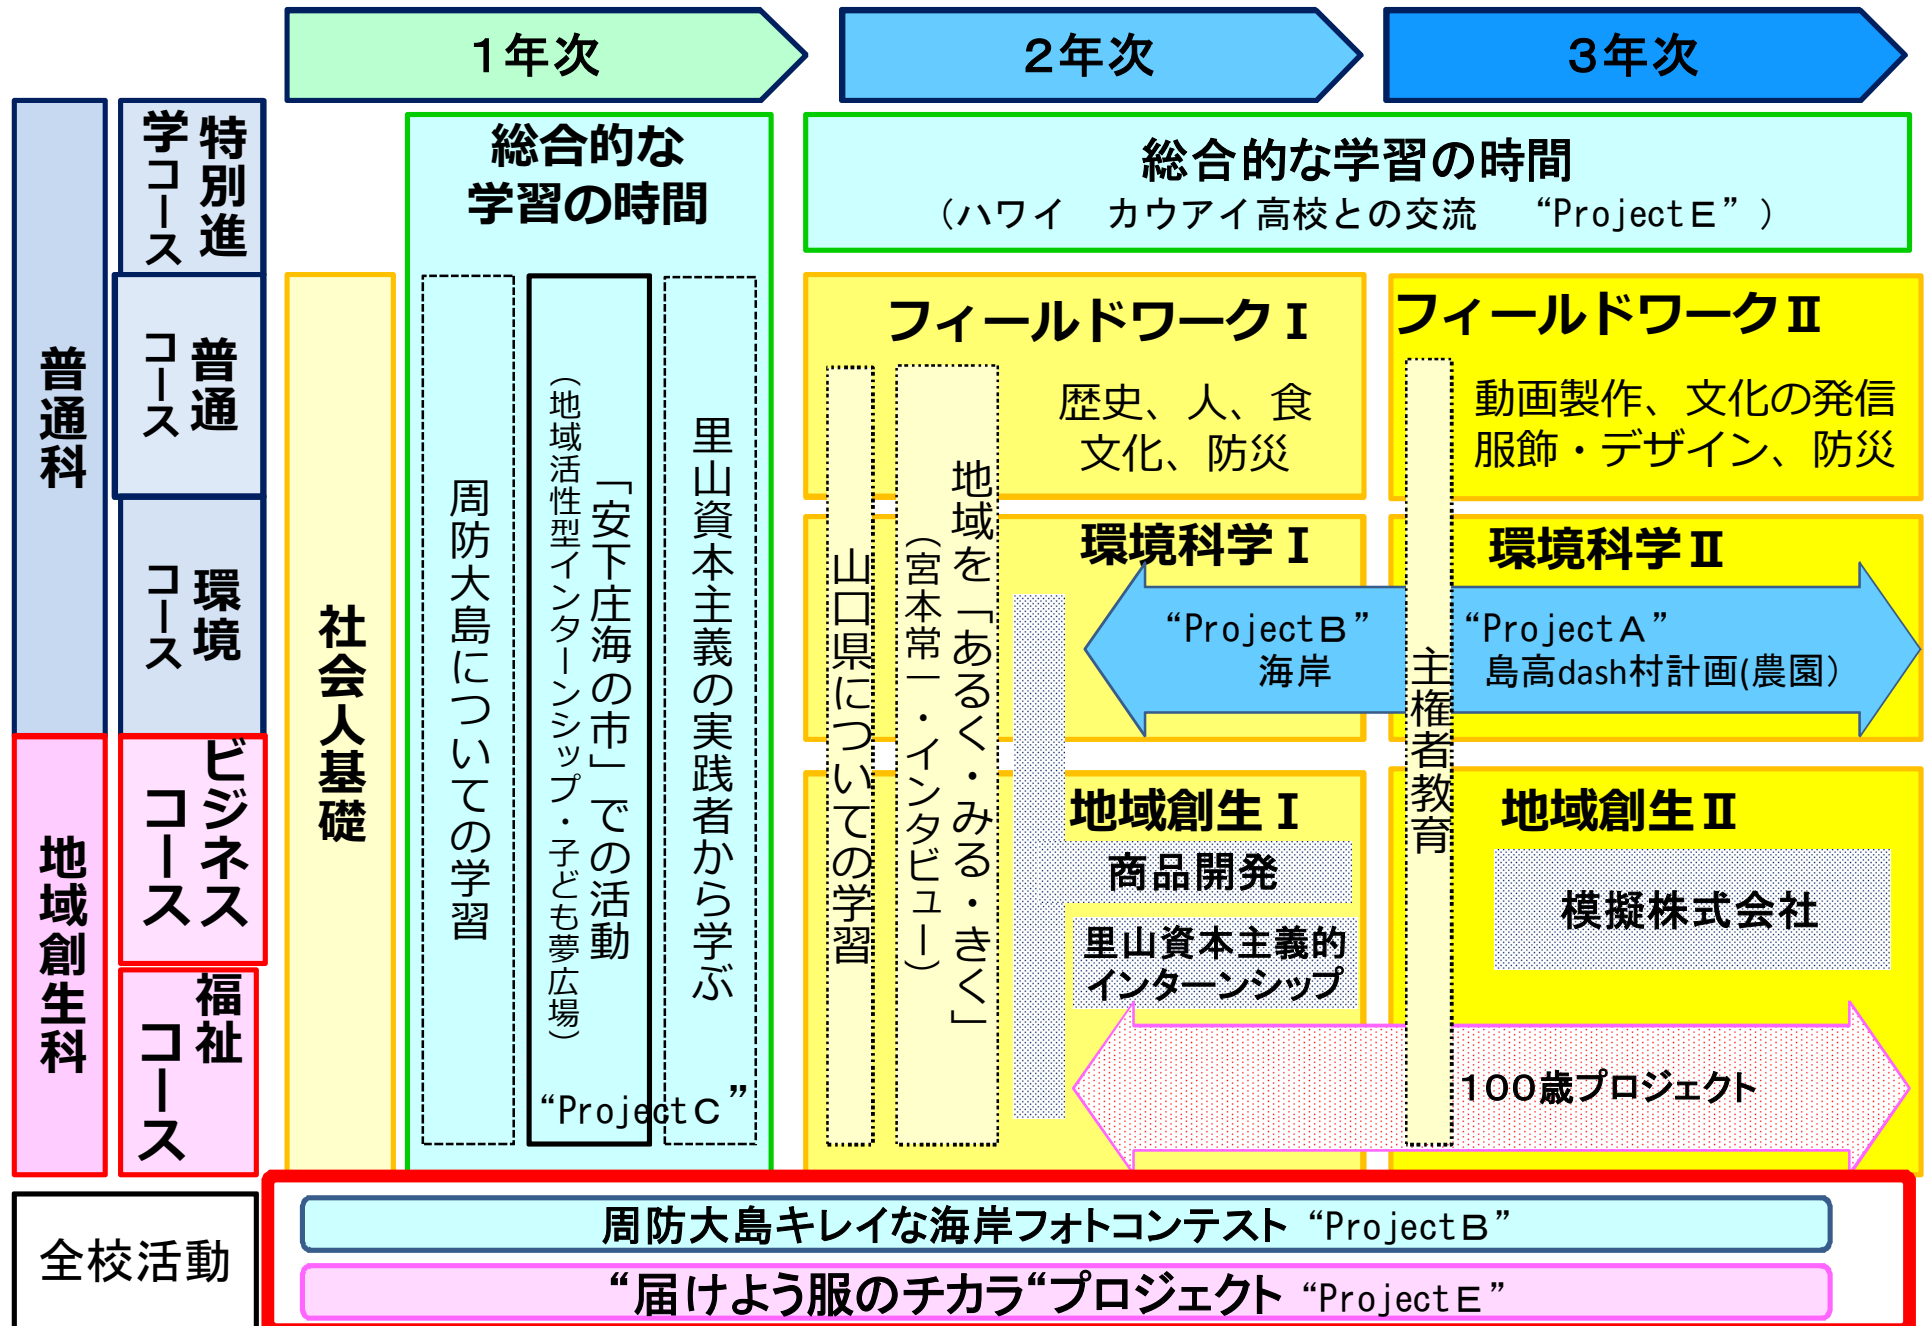 1年次
2年次
3年次
普通科
特別進
学コース
普通
コース
環境
コース
地域創生科
ビジネス
コース
福祉
コース
全校活動
社会人基礎
総合的な
学習の時間
周防大島についての学習
「安下庄海の市」での活動
(地域活性型インターンシップ・子ども夢広場)
里山資本主義の実践者から学ぶ
“ProjectC”
総合的な学習の時間
（ハワイ　カウアイ高校との交流　“ProjectE”）
フィールドワークⅠ
歴史、人、食
文化、防災
フィールドワークⅡ
動画製作、文化の発信
服飾・デザイン、防災
山口県についての学習
地域を「あるく・みる・きく」
(宮本常一・インタビュー)
主権者教育
環境科学Ⅰ
環境科学Ⅱ
“ProjectB”
海岸
“ProjectA”
島高dash村計画(農園）
地域創生Ⅰ
商品開発
里山資本主義的
インターンシップ
地域創生Ⅱ
模擬株式会社
100歳プロジェクト
周防大島キレイな海岸フォトコンテスト “ProjectB”
“届けよう服のチカラ“プロジェクト “ProjectE”